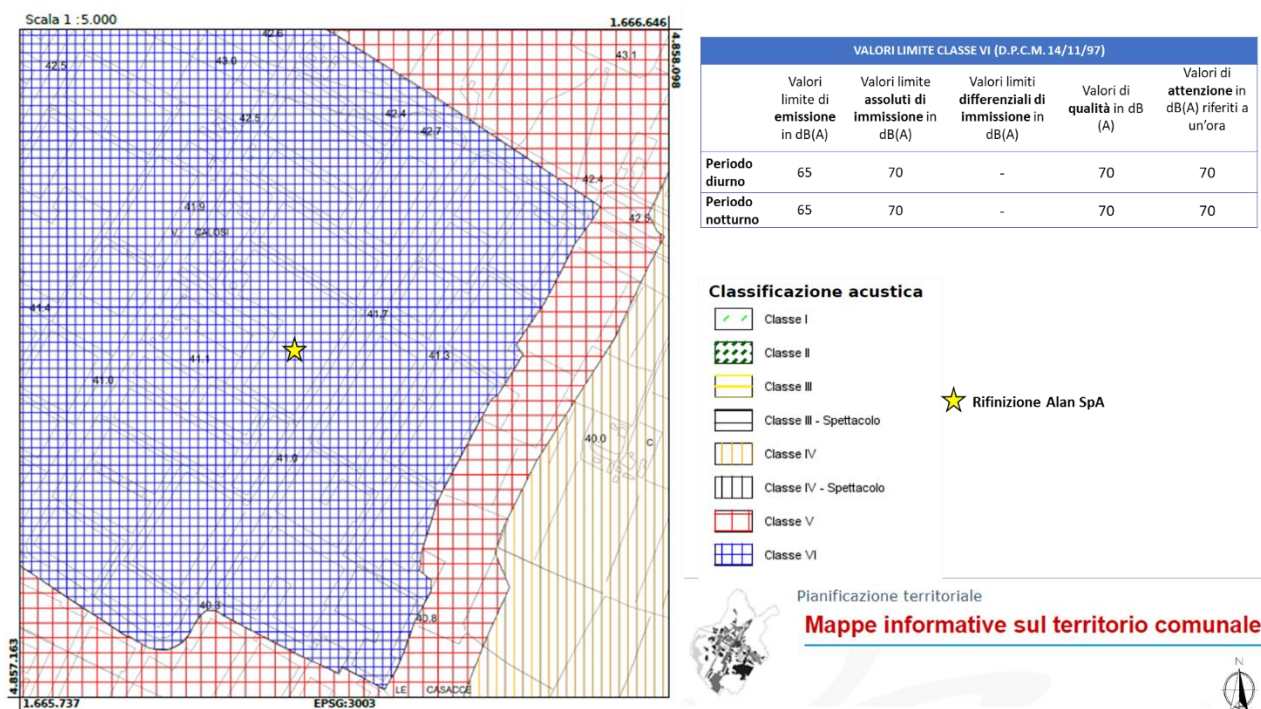 Scala 1 :5.000
1.666.646
4.858.098
42.6
43.1
43.0
42.5
42.4
42.5
42.7
42.4
41.9
42.5
V. CALOSI
41.4
41.7
41.1
41.3
41.0
40.0
C
41.0
40.3
40.8
LE CASACCE
4.857.163
1.665.737
EPSG:3003
VALORI LIMITE CLASSE VI (D.P.C.M. 14/11/97)
Valori limite di emissione in dB(A)
Valori limite assoluti di immissione in dB(A)
Valori limiti differenziali di immissione in dB(A)
Valori di qualità in dB (A)
Valori di attenzione in dB(A) riferiti a un'ora
Periodo diurno 65 70 - 70 70
Periodo notturno 65 70 - 70 70
Classificazione acustica
Classe I
Classe II
Classe III
Classe III - Spettacolo
Classe IV
Classe IV - Spettacolo
Classe V
Classe VI
Rifinizione Alan SpA
Pianificazione territoriale
Mappe informative sul territorio comunale
N